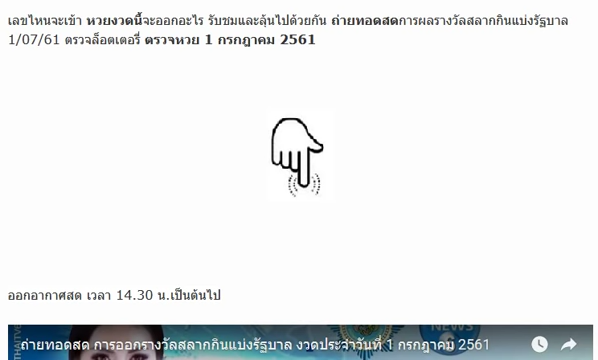 เลขไหนจะเข้า หวยงวดนี้จะออกอะไร รับชมและลุ้นไปด้วยกัน ถ่ายทอดสดการผลรางวัลสลากกินแบ่งรัฐบาล
1/07/61 ตรวจล็อตเตอรี่ ตรวจหวย 1 กรกฎาคม 2561
ออกอากาศสด เวลา 14.30 น.เป็นต้นไป
ถ่ายทอดสด การออกรางวัลสลากกินแบ่งรัฐบาล งวดประจำวันที่ 1 กรกฎาคม 2561
NEWS